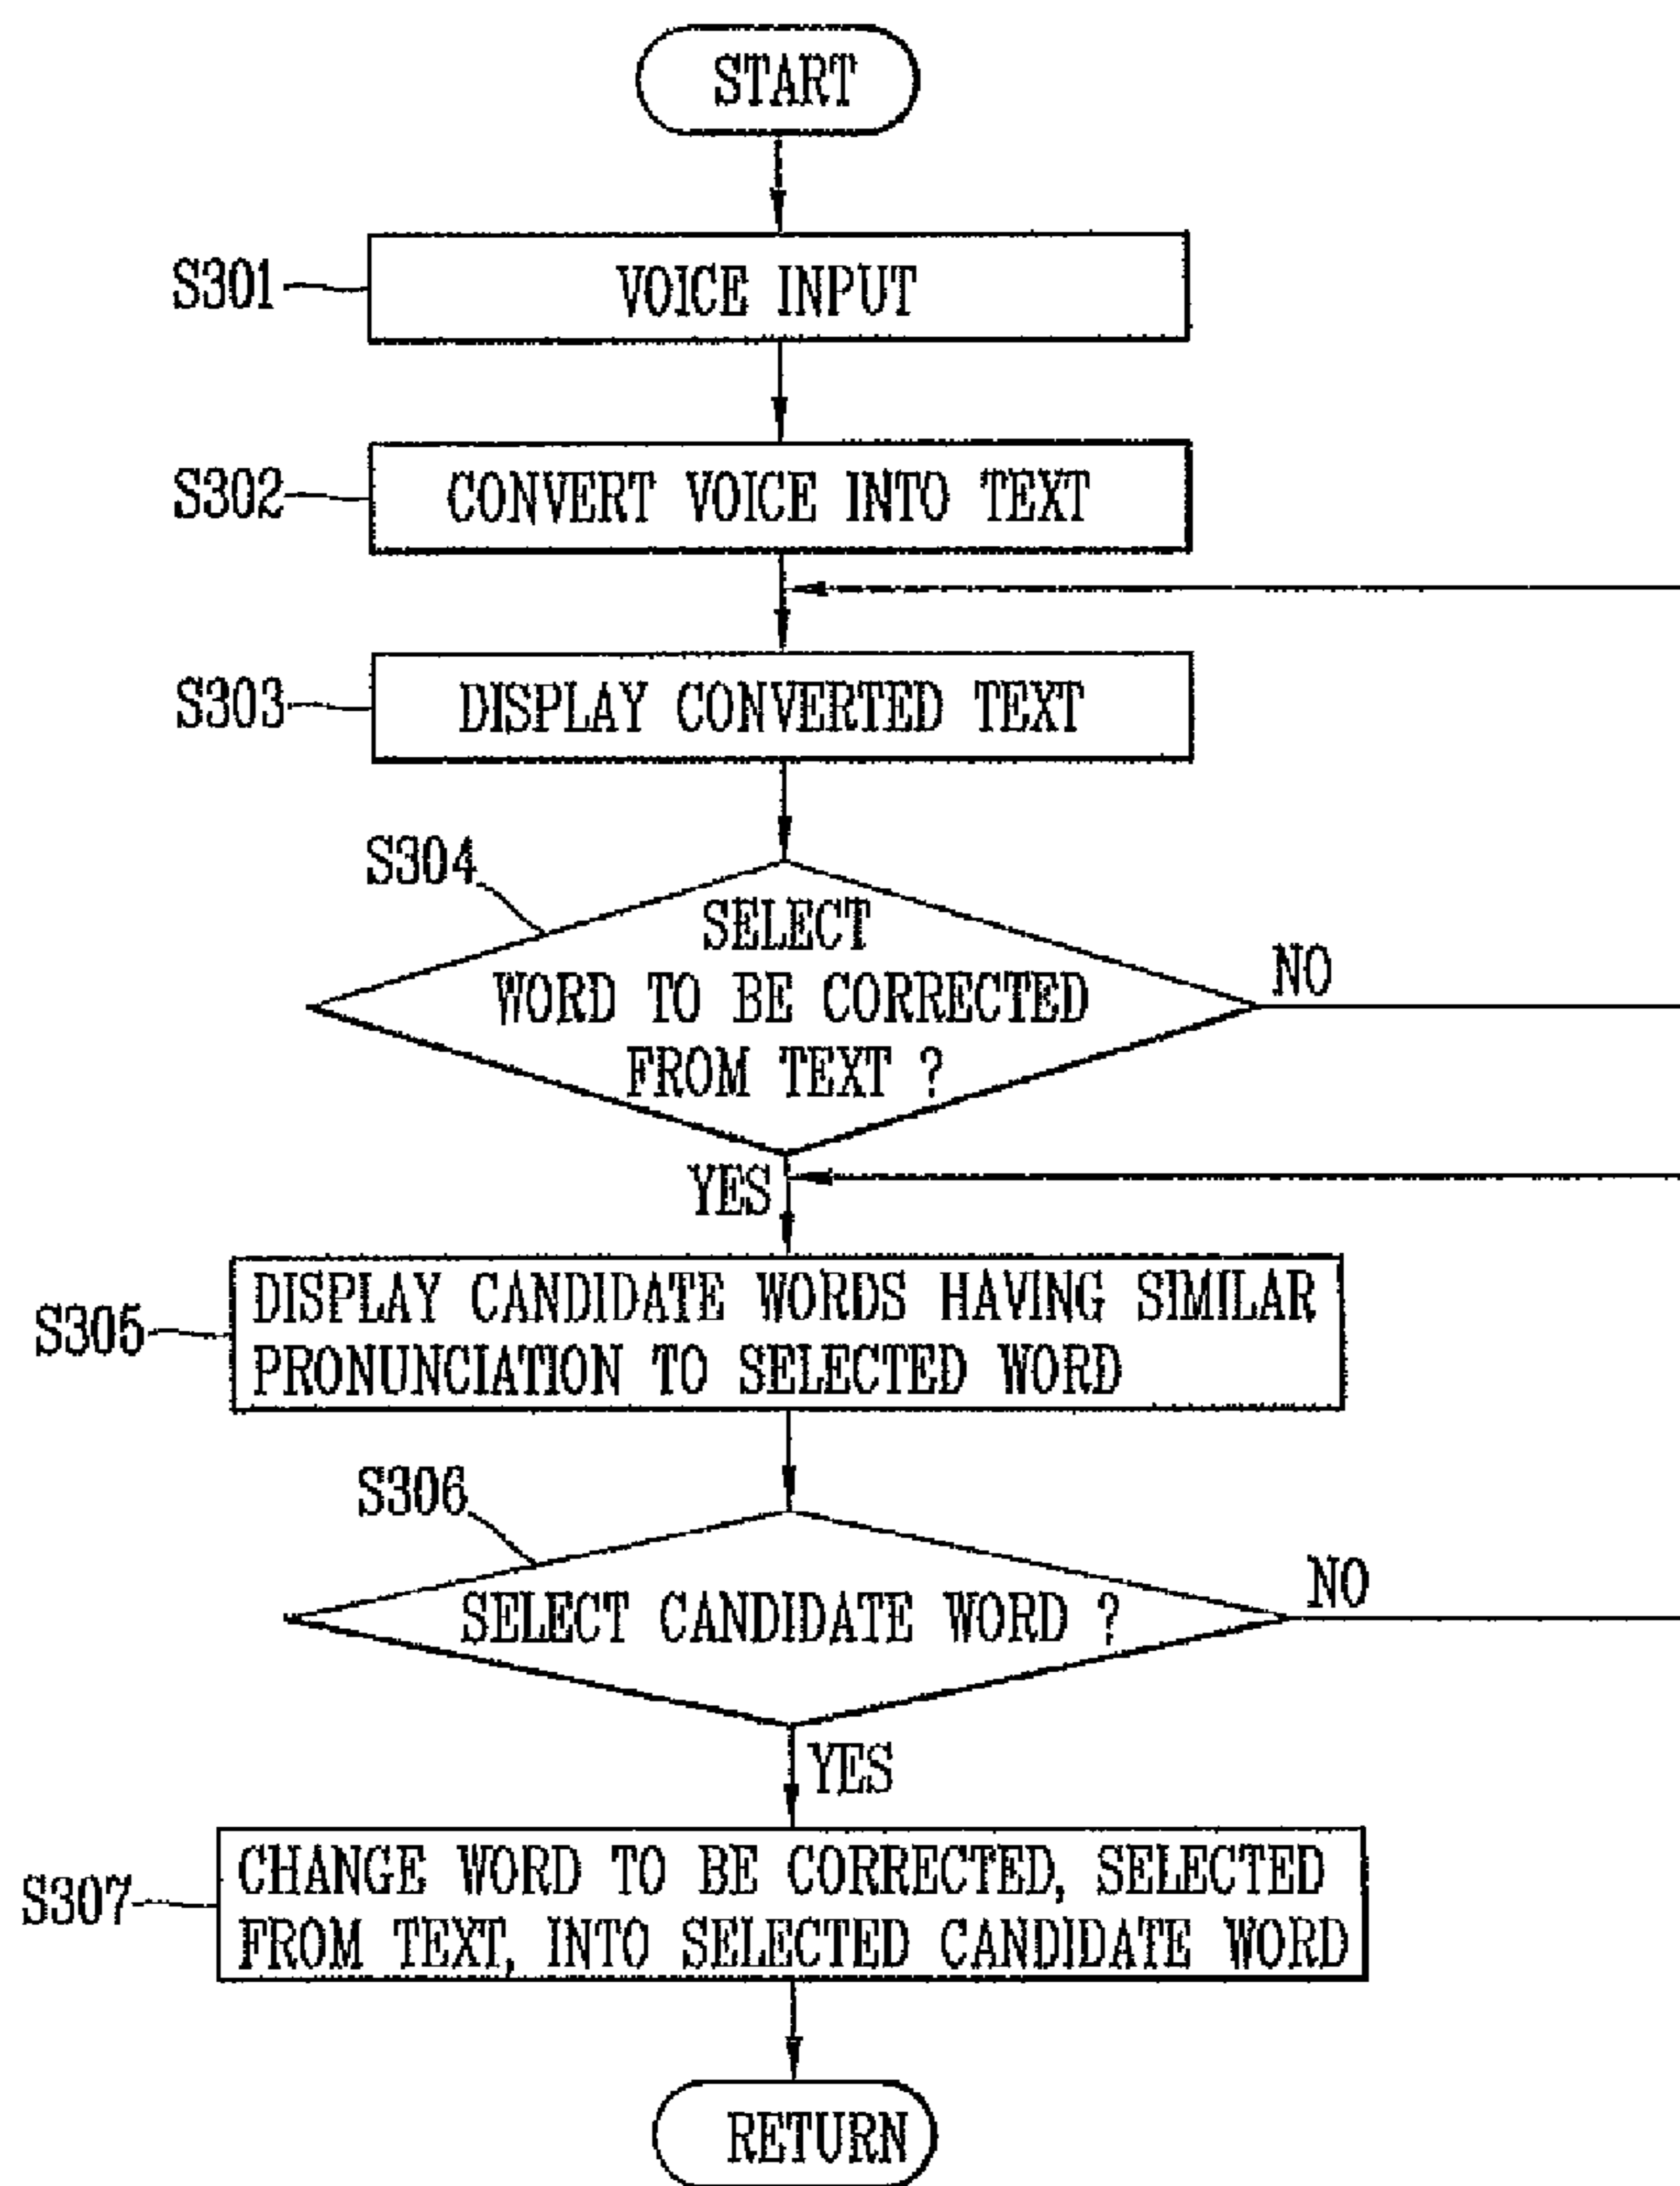 START
S301
VOICE INPUT
S302
CONVERT VOICE INTO TEXT
S303
DISPLAY CONVERTED TEXT
S304
SELECT
WORD TO BE CORRECTED
FROM TEXT ?
NO
YES
S305
DISPLAY CANDIDATE WORDS HAVING SIMILAR
PRONUNCIATION TO SELECTED WORD
S306
SELECT CANDIDATE WORD ?
NO
YES
S307
CHANGE WORD TO BE CORRECTED, SELECTED
FROM TEXT, INTO SELECTED CANDIDATE WORD
RETURN